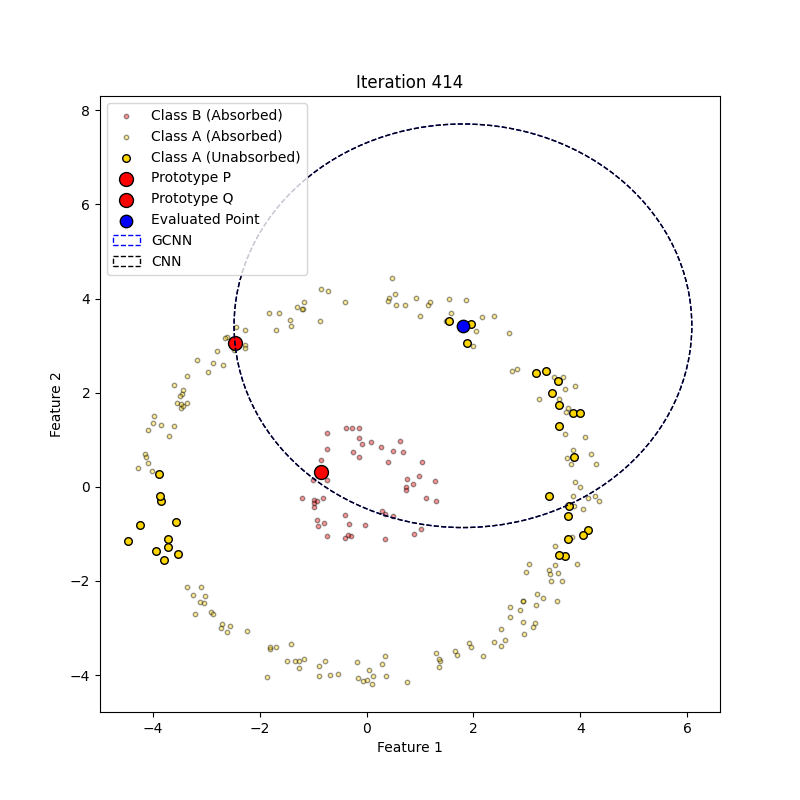 Iteration 414
Class B (Absorbed)
Class A (Absorbed)
Class A (Unabsorbed)
Prototype P
Prototype Q
Evaluated Point
GCNN
CNN
8
6
4
2
0
−2
−4
Feature 2
−4 −2 0 2 4 6
Feature 1